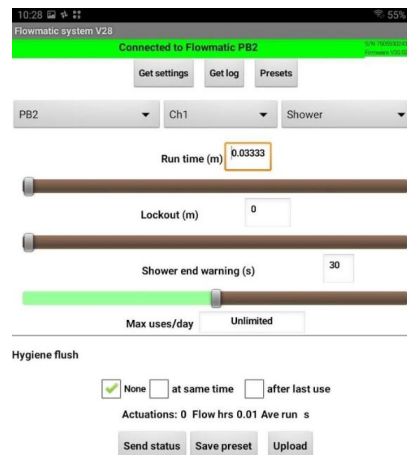 10:28 55%
Flowmatic system V28
Connected to Flowmatic PB2
Get settings Get log Presets
PB2 Ch1 Shower
Run time (m) 0.03333
Lockout (m) 0
Shower end warning (s) 30
Max uses/day Unlimited
Hygiene flush
None at same time after last use
Actuations: 0 Flow hrs 0.01 Ave run s
Send status Save preset Upload